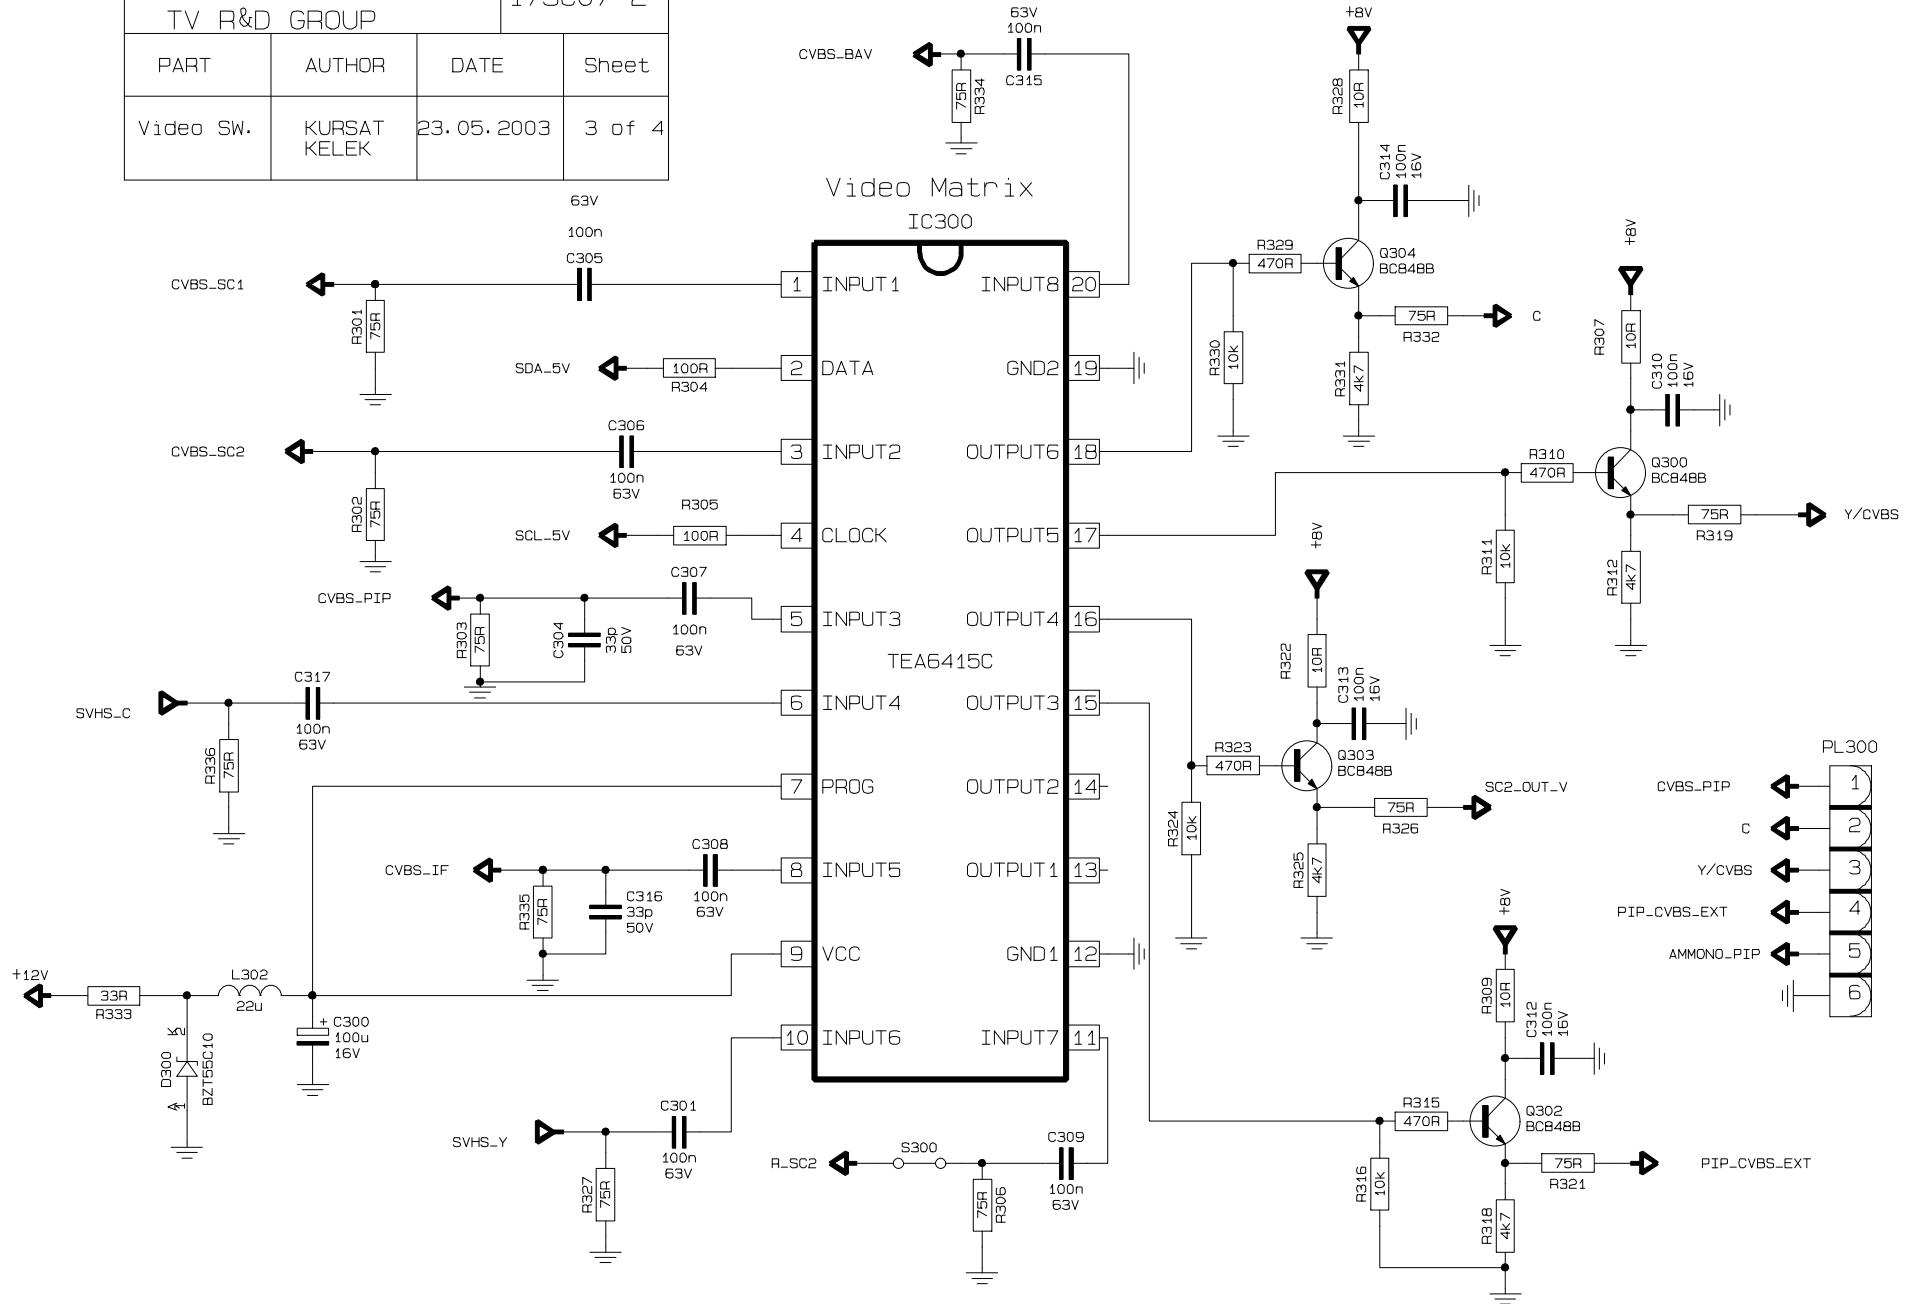 TV R&D GROUP
PART AUTHOR DATE Sheet
Video SW. KURSAT KELEK 23.05.2003 3 of 4
63V
100n
C315
CVBS_BAV
75R
R334
Video Matrix
IC300
TEA6415C
63V
100n
C305
CVBS_SC1
R301
75R
1 INPUT1
SDA_5V
100R
R304
2 DATA
CVBS_SC2
C306
100n
63V
R302
75R
3 INPUT2
R305
SCL_5V
100R
4 CLOCK
CVBS_PIP
C307
100n
63V
R303
75R
C304
33p
50V
5 INPUT3
SVHS_C
C317
100n
63V
R336
75R
6 INPUT4
7 PROG
CVBS_IF
C308
100n
63V
R335
75R
C316
33p
50V
8 INPUT5
9 VCC
+12V
33R
R333
L302
22u
+ C300
100u
16V
K
2
D300
BZT55C10
A
1
10 INPUT6
SVHS_Y
C301
100n
63V
R327
75R
INPUT8 20
GND2 19
OUTPUT6 18
OUTPUT5 17
OUTPUT4 16
OUTPUT3 15
OUTPUT2 14
OUTPUT1 13
GND1 12
INPUT7 11
R_SC2
S300
C309
100n
63V
75R
R306
+8V
R328
10R
C314
100n
16V
R329
470R
Q304
BC848B
R330
10k
R331
4k7
75R
R332
C
+8V
R307
10R
C310
100n
16V
R310
470R
Q300
BC848B
R311
10k
R312
4k7
75R
R319
Y/CVBS
+8V
R322
10R
C313
100n
16V
R323
470R
Q303
BC848B
R324
10k
R325
4k7
75R
R326
SC2_OUT_V
+8V
R309
10R
C312
100n
16V
R315
470R
Q302
BC848B
R316
10k
R318
4k7
75R
R321
PIP_CVBS_EXT
PL300
CVBS_PIP 1
C 2
Y/CVBS 3
PIP_CVBS_EXT 4
AMMONO_PIP 5
6